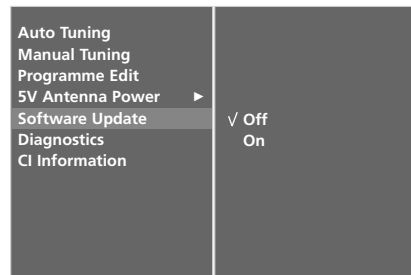 Auto Tuning
Manual Tuning
Programme Edit
5V Antenna Power ►
Software Update
√ Off
Diagnostics
On
CI Information